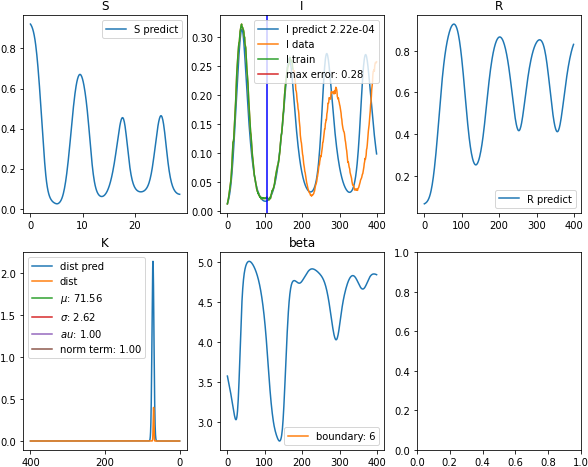 S
I
R
S predict
I predict 2.22e-04
I data
I train
max error: 0.28
R predict
0.8
0.6
0.4
0.2
0.0
0 10 20
0.35
0.30
0.25
0.20
0.15
0.10
0.05
0.00
0 100 200 300 400
0.8
0.6
0.4
0.2
0 100 200 300 400
K
beta
dist pred
dist
μ: 71.56
σ: 2.62
au: 1.00
norm term: 1.00
boundary: 6
2.0
1.5
1.0
0.5
0.0
400 200 0
5.0
4.5
4.0
3.5
3.0
0 100 200 300 400
1.0
0.8
0.6
0.4
0.2
0.0
0.0 0.2 0.4 0.6 0.8 1.0